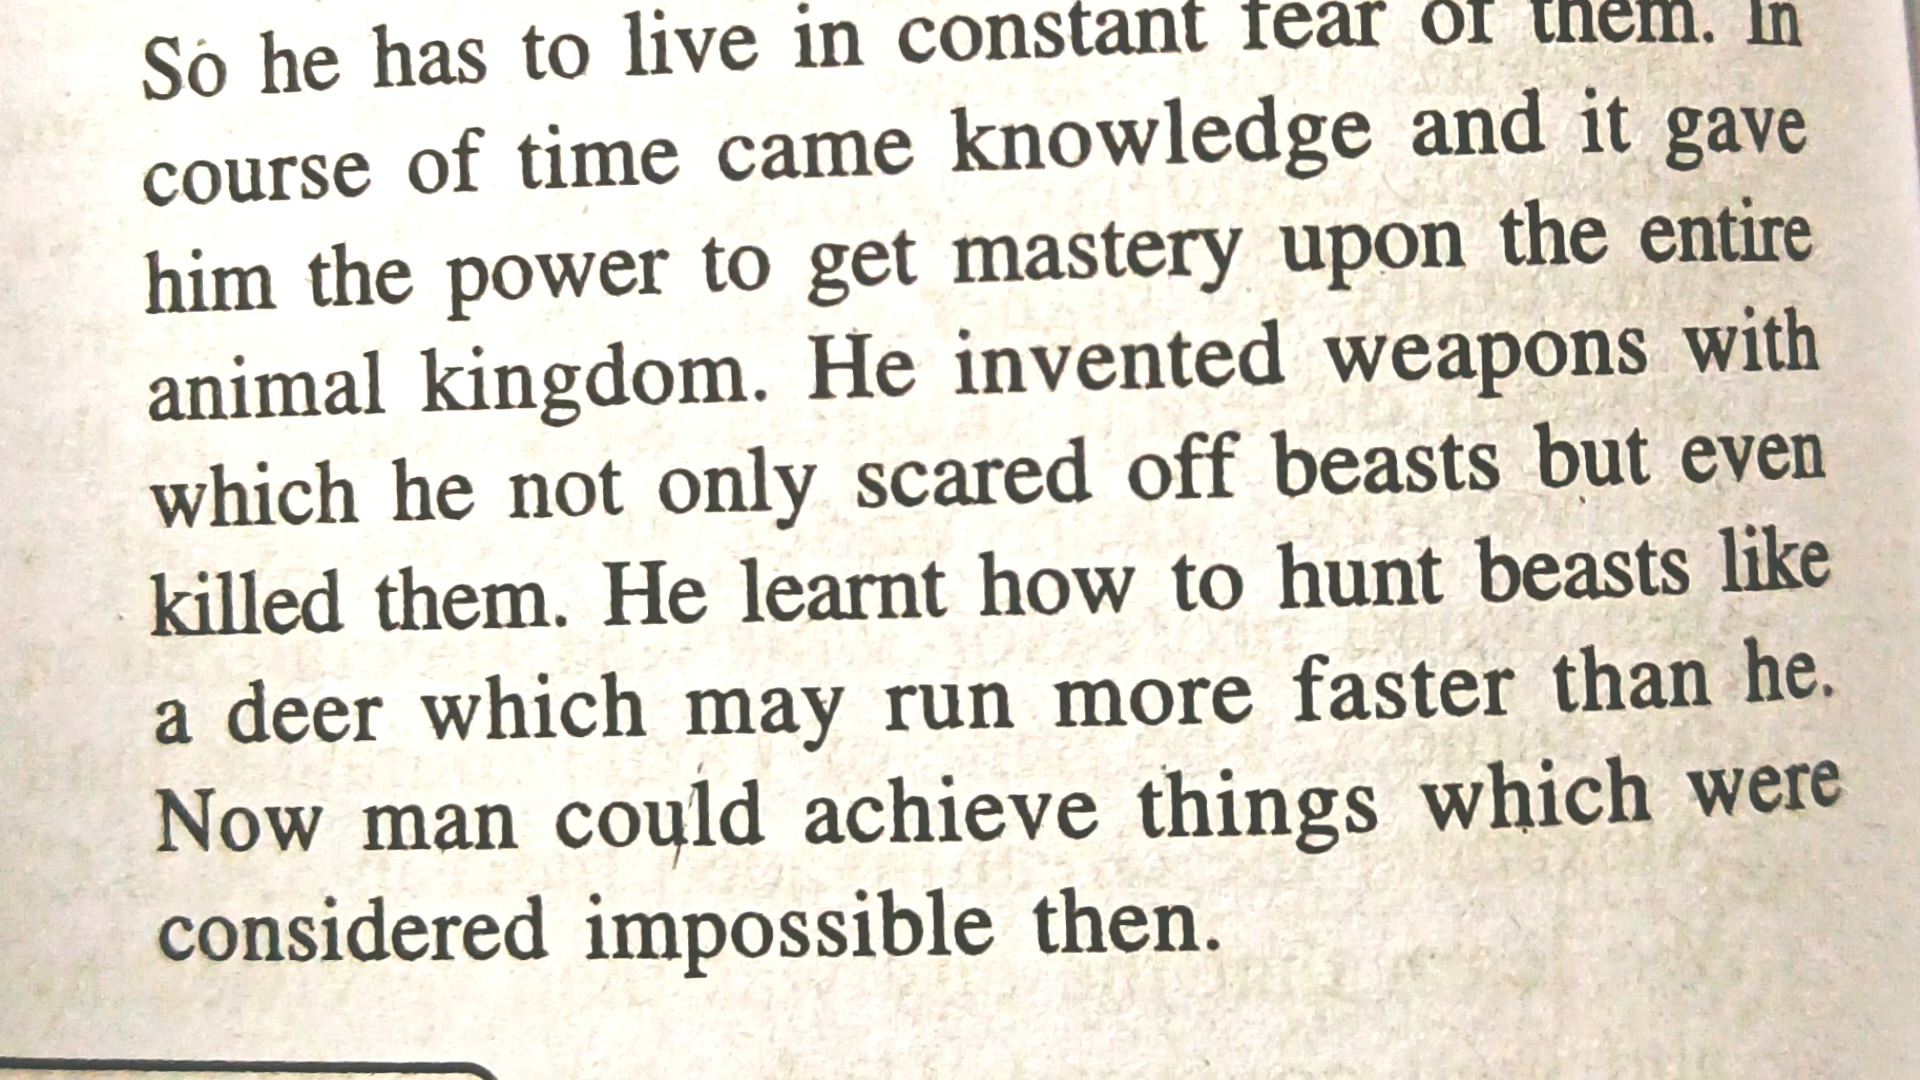 So he has to live in constant fear of them. In
course of time came knowledge and it gave
him the power to get mastery upon the entire
animal kingdom. He invented weapons with
which he not only scared off beasts but even
killed them. He learnt how to hunt beasts like
a deer which may run more faster than he.
Now man could achieve things which were
considered impossible then.